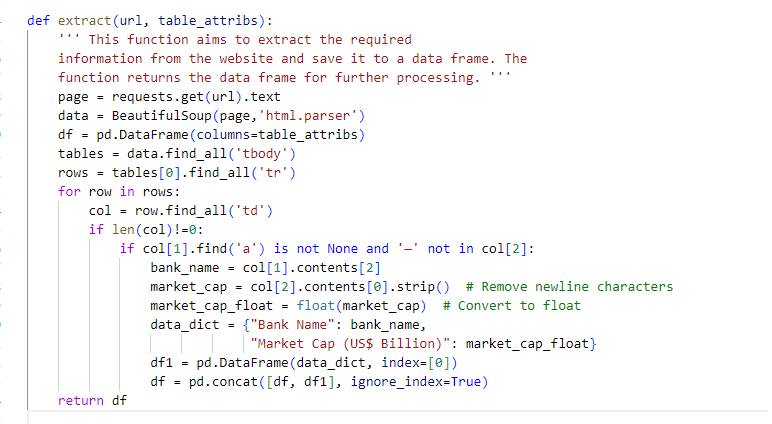 def extract(url, table_attribs):
    ''' This function aims to extract the required
    information from the website and save it to a data frame. The
    function returns the data frame for further processing. '''
    page = requests.get(url).text
    data = BeautifulSoup(page,'html.parser')
    df = pd.DataFrame(columns=table_attribs)
    tables = data.find_all('tbody')
    rows = tables[0].find_all('tr')
    for row in rows:
        col = row.find_all('td')
        if len(col)!=0:
            if col[1].find('a') is not None and '—' not in col[2]:
                bank_name = col[1].contents[2]
                market_cap = col[2].contents[0].strip()  # Remove newline characters
                market_cap_float = float(market_cap)  # Convert to float
                data_dict = {"Bank Name": bank_name,
                             "Market Cap (US$ Billion)": market_cap_float}
                df1 = pd.DataFrame(data_dict, index=[0])
                df = pd.concat([df, df1], ignore_index=True)
    return df